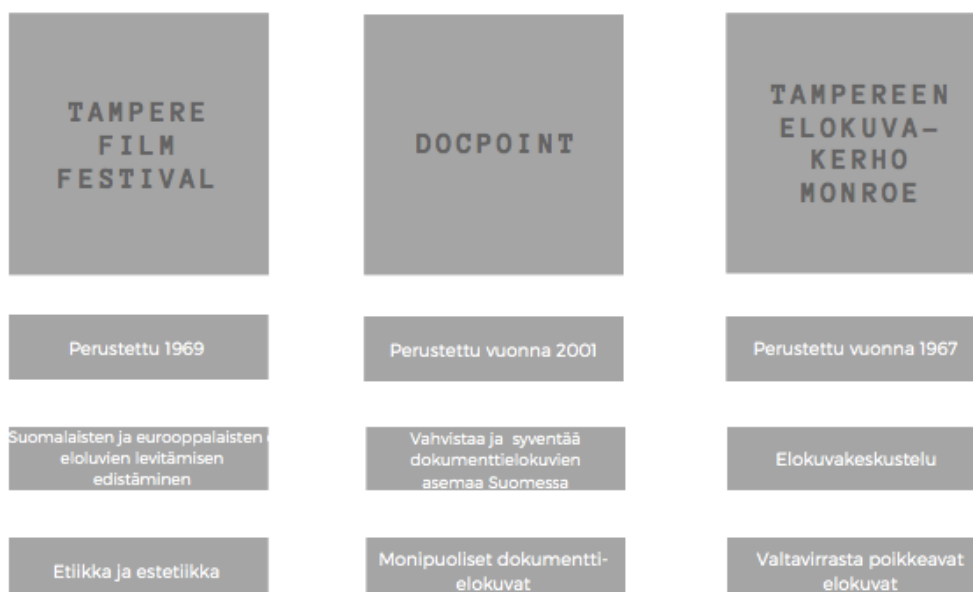 TAMPERE
FILM
FESTIVAL
DOCPOINT
TAMPEREEN
ELOKUVA–
KERHO
MONROE
Perustettu 1969
Perustettu vuonna 2001
Perustettu vuonna 1967
Suomalaisten ja eurooppalaisten
eloluvien levitämisen
edistäminen
Vahvistaa ja syventää
dokumenttielokuvien
asemaa Suomessa
Elokuvakeskustelu
Etiikka ja estetiikka
Monipuoliset dokumentti-
elokuvat
Valtavirrasta poikkeavat
elokuvat